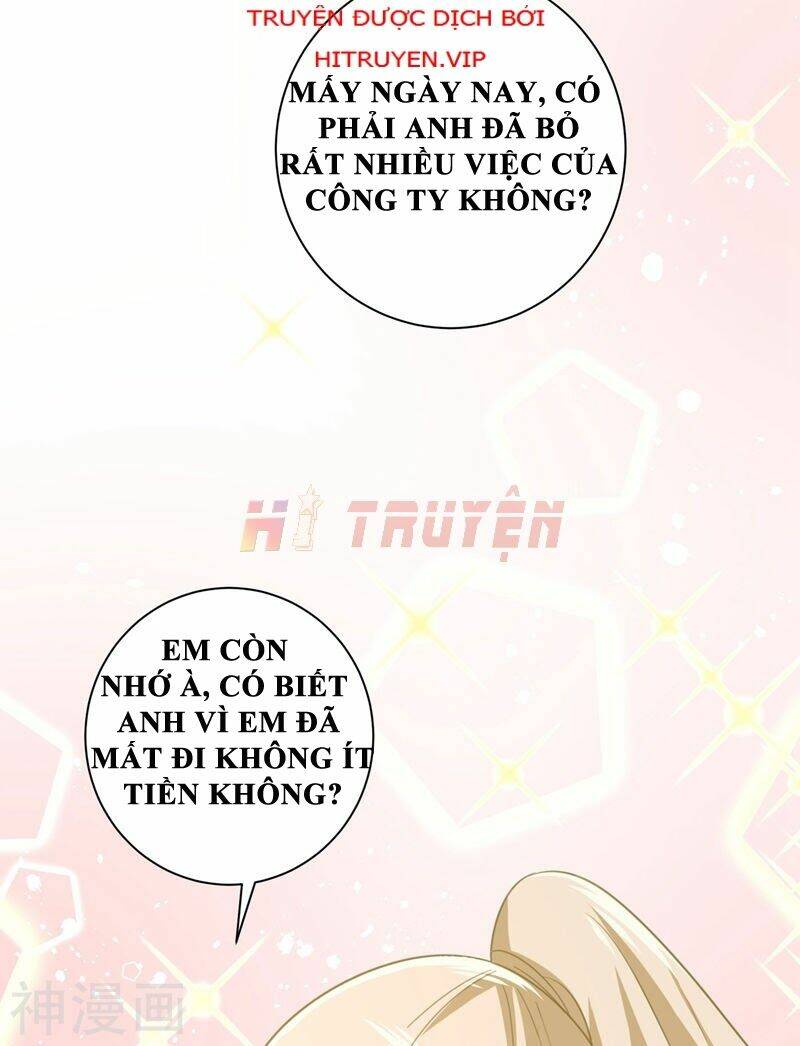 TRUYỆN ĐƯỢC DỊCH BỞI
HITRUYEN.VIP
MẤY NGÀY NAY, CÓ
PHẢI ANH ĐÃ BỎ
RẤT NHIỀU VIỆC CỦA
CÔNG TY KHÔNG?
HI TRUYỆN
EM CÒN
NHỚ À, CÓ BIẾT
ANH VÌ EM ĐÃ
MẤT ĐI KHÔNG ÍT
TIỀN KHÔNG?
神漫画